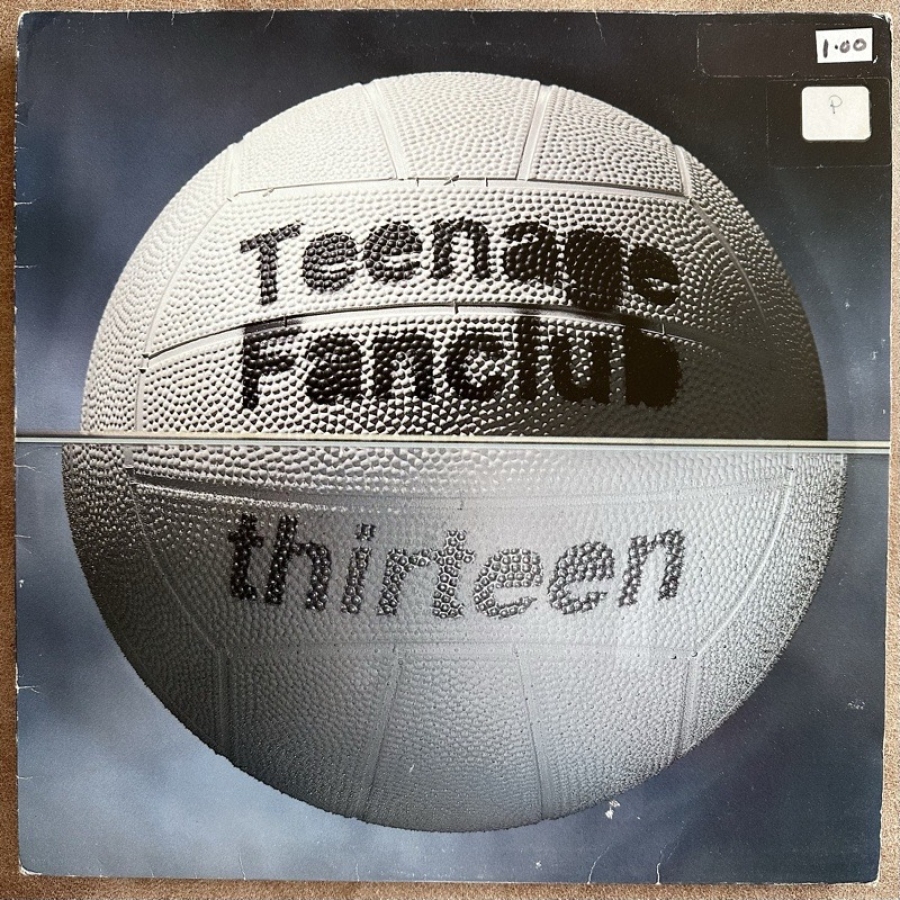 1.00
P
Teenage
Fanclub
thirteen